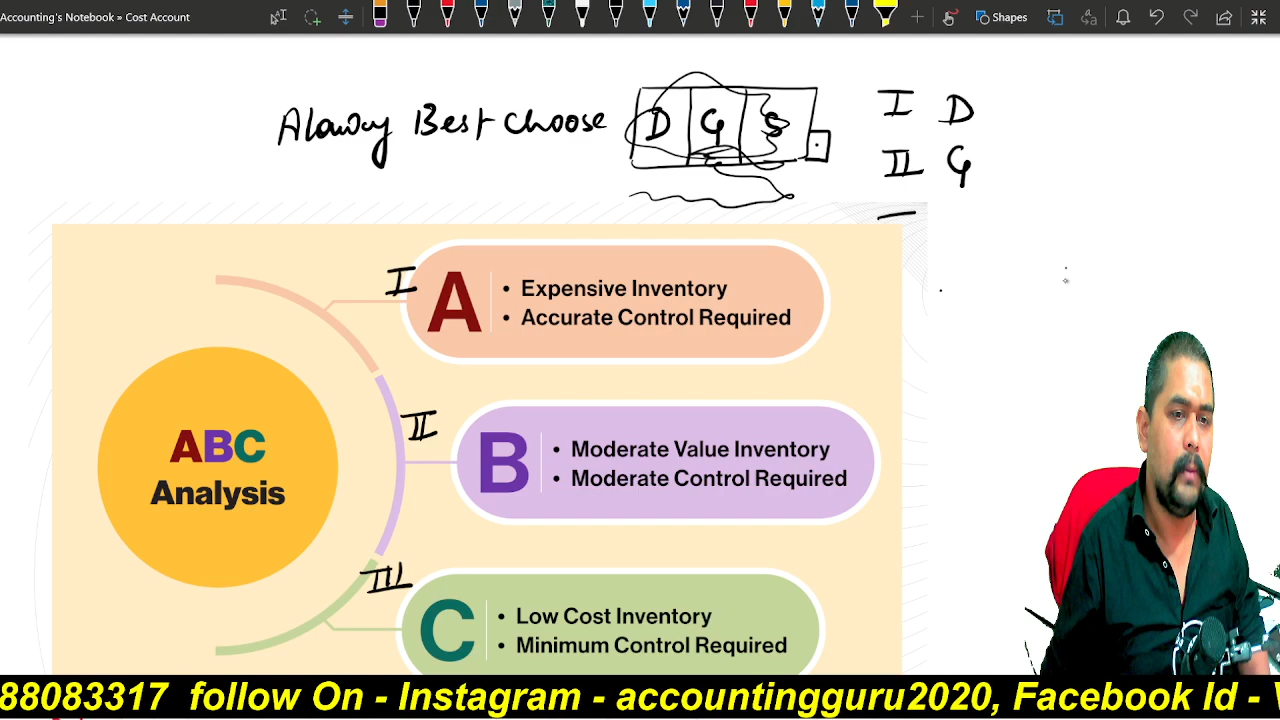 Accounting's Notebook » Cost Account
Shapes
Alaway Best choose D G S I D
II G
I A • Expensive Inventory
• Accurate Control Required
ABC
Analysis
II B • Moderate Value Inventory
• Moderate Control Required
III C • Low Cost Inventory
• Minimum Control Required
88083317 follow On - Instagram - accountingguru2020, Facebook Id - V